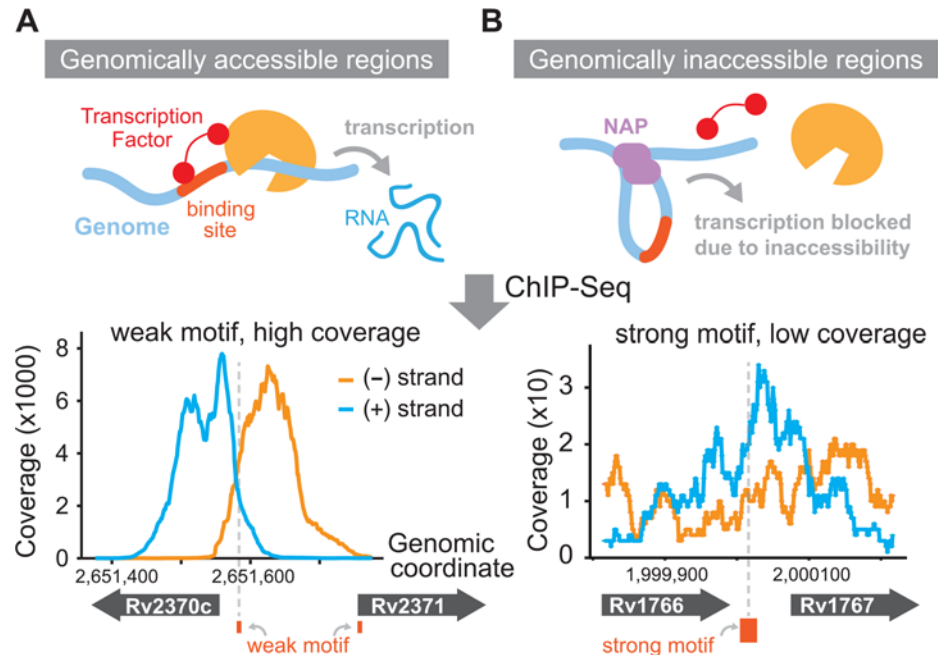 A
Genomically accessible regions
Transcription
Factor
transcription
Genome
binding
site
RNA
B
Genomically inaccessible regions
NAP
transcription blocked
due to inaccessibility
ChIP-Seq
weak motif, high coverage
Coverage (x1000)
8
6
4
2
0
(−) strand
(+) strand
2,651,400
2,651,600
Genomic
coordinate
Rv2370c
Rv2371
weak motif
strong motif, low coverage
Coverage (x10)
3
2
1
0
1,999,900
2,000100
Rv1766
Rv1767
strong motif